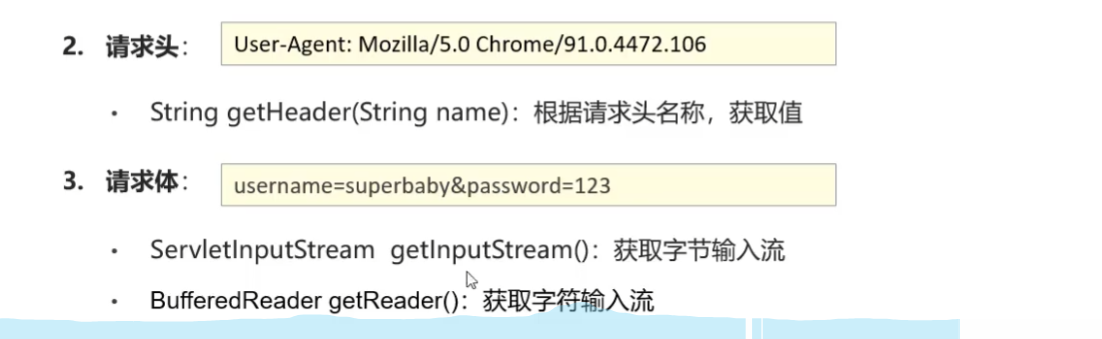 2. 请求头： User-Agent: Mozilla/5.0 Chrome/91.0.4472.106
• String getHeader(String name)：根据请求头名称，获取值
3. 请求体： username=superbaby&password=123
• ServletInputStream getInputStream()：获取字节输入流
• BufferedReader getReader()：获取字符输入流